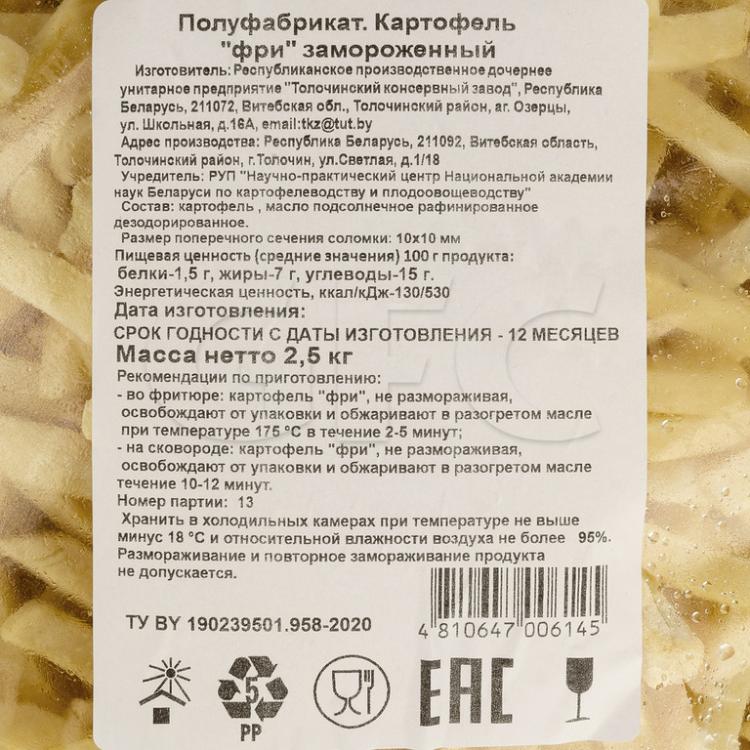 Полуфабрикат. Картофель
"фри" замороженный
Изготовитель: Республиканское производственное дочернее
унитарное предприятие "Толочинский консервный завод", Республика
Беларусь, 211072, Витебская обл., Толочинский район, аг. Озерцы,
ул. Школьная, д.16А, email:tkz@tut.by
Адрес производства: Республика Беларусь, 211092, Витебская область,
Толочинский район, г.Толочин, ул.Светлая, д.1/18
Учредитель: РУП "Научно-практический центр Национальной академии
наук Беларуси по картофелеводству и плодоовощеводству"
Состав: картофель , масло подсолнечное рафинированное
дезодорированное.
Размер поперечного сечения соломки: 10х10 мм
Пищевая ценность (средние значения) 100 г продукта:
белки-1,5 г, жиры-7 г, углеводы-15 г.
Энергетическая ценность, ккал/кДж-130/530
Дата изготовления:
СРОК ГОДНОСТИ С ДАТЫ ИЗГОТОВЛЕНИЯ - 12 МЕСЯЦЕВ
Масса нетто 2,5 кг
Рекомендации по приготовлению:
- во фритюре: картофель "фри", не размораживая,
освобождают от упаковки и обжаривают в разогретом масле
при температуре 175 °С в течение 2-5 минут;
- на сковороде: картофель "фри", не размораживая,
освобождают от упаковки и обжаривают в разогретом масле
течение 10-12 минут.
Номер партии: 13
Хранить в холодильных камерах при температуре не выше
минус 18 °С и относительной влажности воздуха не более 95%.
Размораживание и повторное замораживание продукта
не допускается.
ТУ BY 190239501.958-2020
4 810647 006145
5
PP
EAC